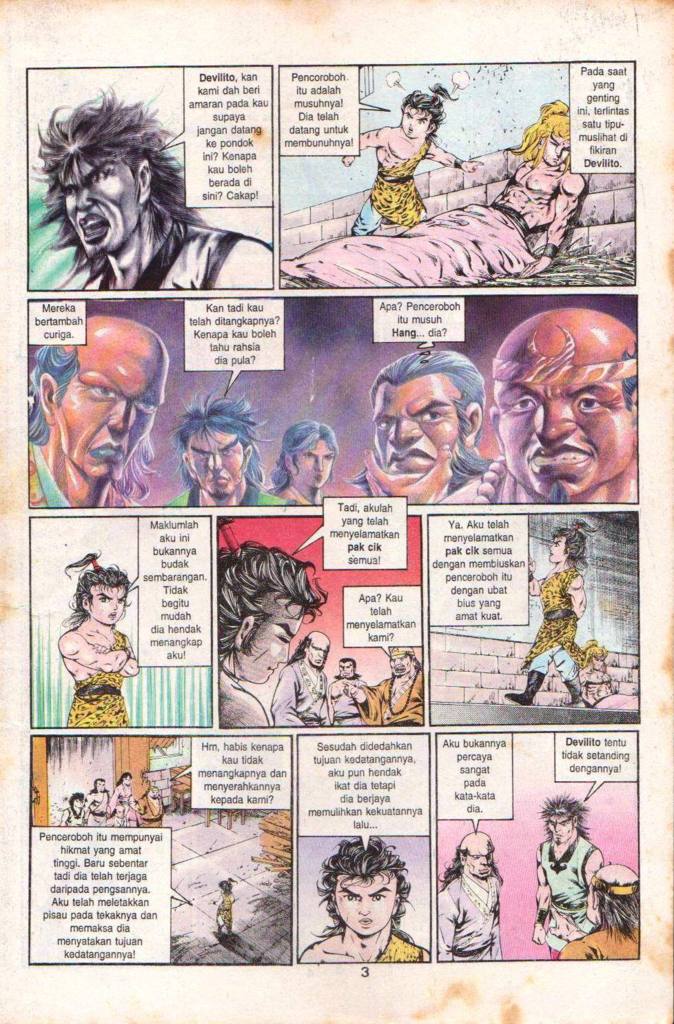 Devilito, kan
kami dah beri
amaran pada kau
supaya
jangan datang
ke pondok
ini? Kenapa
kau boleh
berada di
sini? Cakap!
Pencoroboh
itu adalah
musuhnya!
Dia telah
datang untuk
membunuhnya!
Pada saat
yang
genting
ini, terlintas
satu tipu-
muslihat di
fikiran
Devilito.
Mereka
bertambah
curiga.
Kan tadi kau
telah ditangkapnya?
Kenapa kau boleh
tahu rahsia
dia pula?
Apa? Penceroboh
itu musuh
Hang... dia?
Maklumlah
aku ini
bukannya
budak
sembarangan.
Tidak
begitu
mudah
dia hendak
menangkap
aku!
Tadi, akulah
yang telah
menyelamatkan
pak cik
semua!
Apa? Kau
telah
menyelamatkan
kami?
Ya. Aku telah
menyelamatkan
pak cik semua
dengan membiuskan
penceroboh itu
dengan ubat
bius yang
amat kuat.
Hm, habis kenapa
kau tidak
menangkapnya dan
menyerahkannya
kepada kami?
Penceroboh itu mempunyai
hikmat yang amat
tinggi. Baru sebentar
tadi dia telah terjaga
daripada pengsannya.
Aku telah meletakkan
pisau pada tekaknya dan
memaksa dia
menyatakan tujuan
kedatangannya!
Sesudah didedahkan
tujuan kedatangannya,
aku pun hendak
ikat dia tetapi
dia berjaya
memulihkan kekuatannya
lalu...
Aku bukannya
percaya
sangat
pada
kata-kata
dia.
Devilito tentu
tidak setanding
dengannya!
3